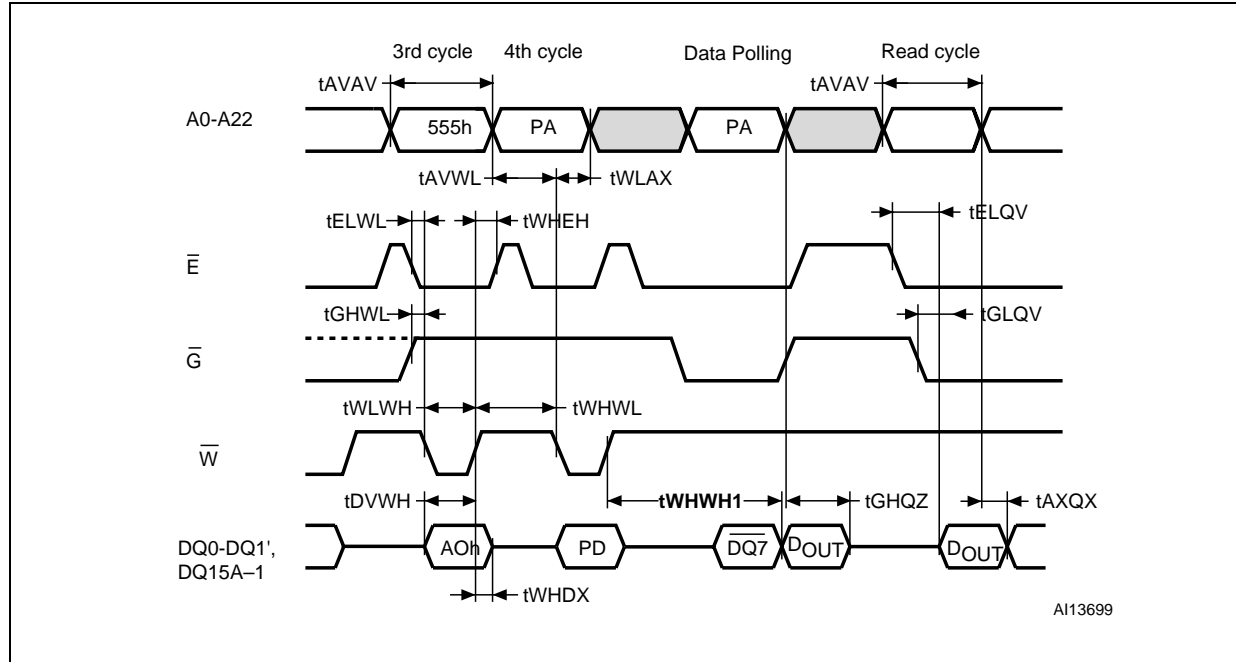 3rd cycle 4th cycle Data Polling Read cycle
tAVAV tAVAV
A0-A22 555h PA PA
tAVWL tWLAX
tELWL tWHEH tELQV
E
tGHWL tGLQV
G
tWLWH tWHWL
W
tDVWH tWHWH1 tGHQZ tAXQX
DQ0-DQ1', AOh PD DQ7 DOUT DOUT
DQ15A–1
tWHDX
AI13699